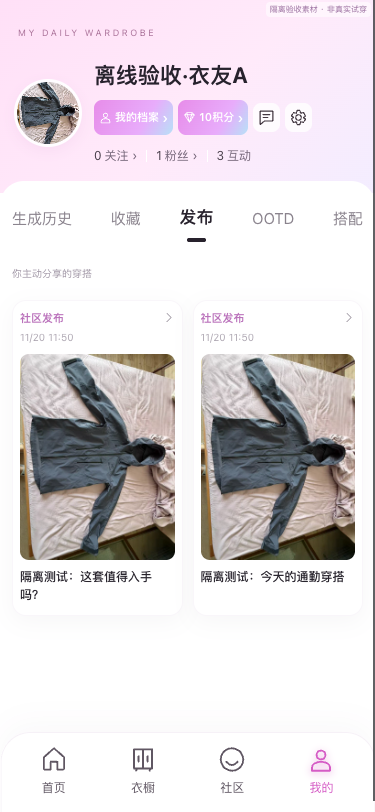 隔离验收素材 · 非真实试穿
MY DAILY WARDROBE
离线验收·衣友A
我的档案 ›
10积分 ›
0 关注 ›
1 粉丝 ›
3 互动
生成历史 收藏 发布 OOTD 搭配
你主动分享的穿搭
社区发布
11/20 11:50
隔离测试：这套值得入手
吗?
社区发布
11/20 11:50
隔离测试：今天的通勤穿搭
首页 衣橱 社区 我的